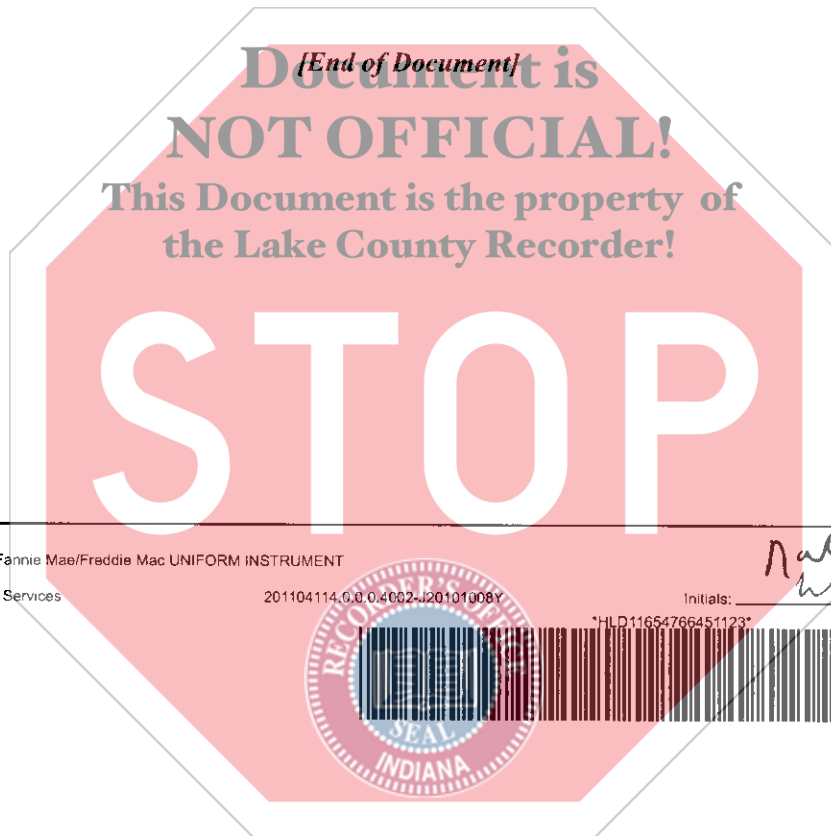 [End of Document]
Document is
NOT OFFICIAL!
This Document is the property of
the Lake County Recorder!
STOP
Fannie Mae/Freddie Mac UNIFORM INSTRUMENT
Services
201104114.0.0.0.4002-J20101008Y
Initials:
*HLD11654766451123*
RECORDER'S OFFICE
SEAL
INDIANA